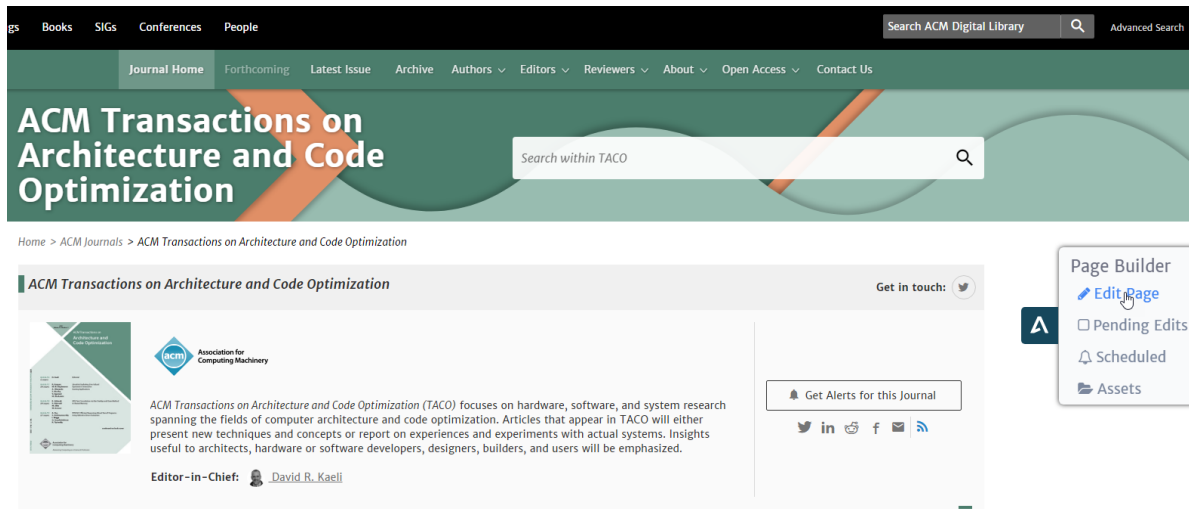 gs Books SIGs Conferences People
Search ACM Digital Library
Advanced Search
Journal Home Forthcoming Latest Issue Archive Authors Editors Reviewers About Open Access Contact Us
ACM Transactions on
Architecture and Code
Optimization
Search within TACO
Home > ACM Journals > ACM Transactions on Architecture and Code Optimization
Page Builder
Edit Page
Pending Edits
Scheduled
Assets
ACM Transactions on Architecture and Code Optimization
Get in touch:
acm
Association for
Computing Machinery
ACM Transactions on Architecture and Code Optimization (TACO) focuses on hardware, software, and system research
spanning the fields of computer architecture and code optimization. Articles that appear in TACO will either
present new techniques and concepts or report on experiences and experiments with actual systems. Insights
useful to architects, hardware or software developers, designers, builders, and users will be emphasized.
Editor-in-Chief: David R. Kaeli
Get Alerts for this Journal